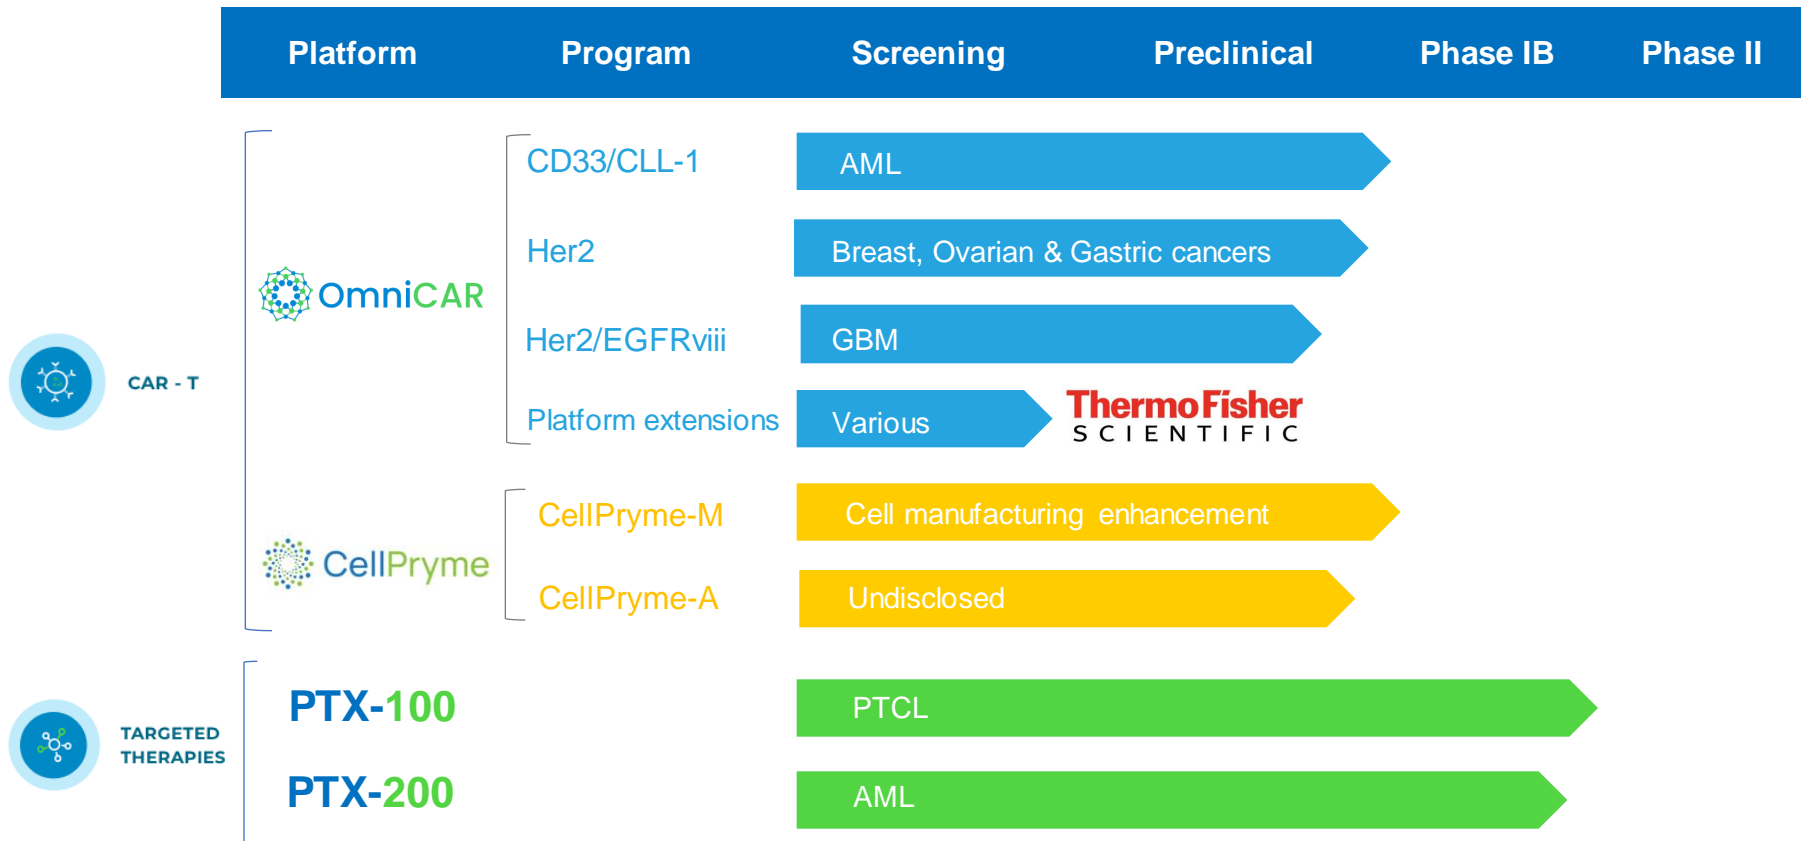 Platform Program Screening Preclinical Phase IB Phase II
CD33/CLL-1 AML
Her2 Breast, Ovarian & Gastric cancers
OmniCAR
Her2/EGFRviii GBM
CAR - T
Platform extensions Various ThermoFisher
SCIENTIFIC
CellPryme-M Cell manufacturing enhancement
CellPryme
CellPryme-A Undisclosed
PTX-100 PTCL
TARGETED
THERAPIES
PTX-200 AML